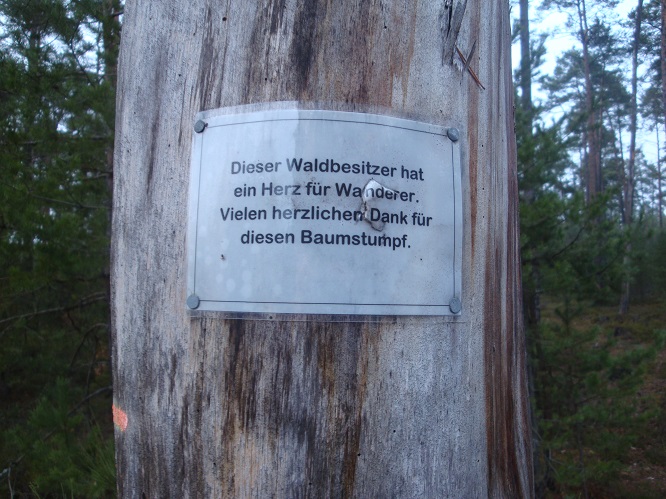 Dieser Waldbesitzer hat
ein Herz für Wanderer.
Vielen herzlichen Dank für
diesen Baumstumpf.